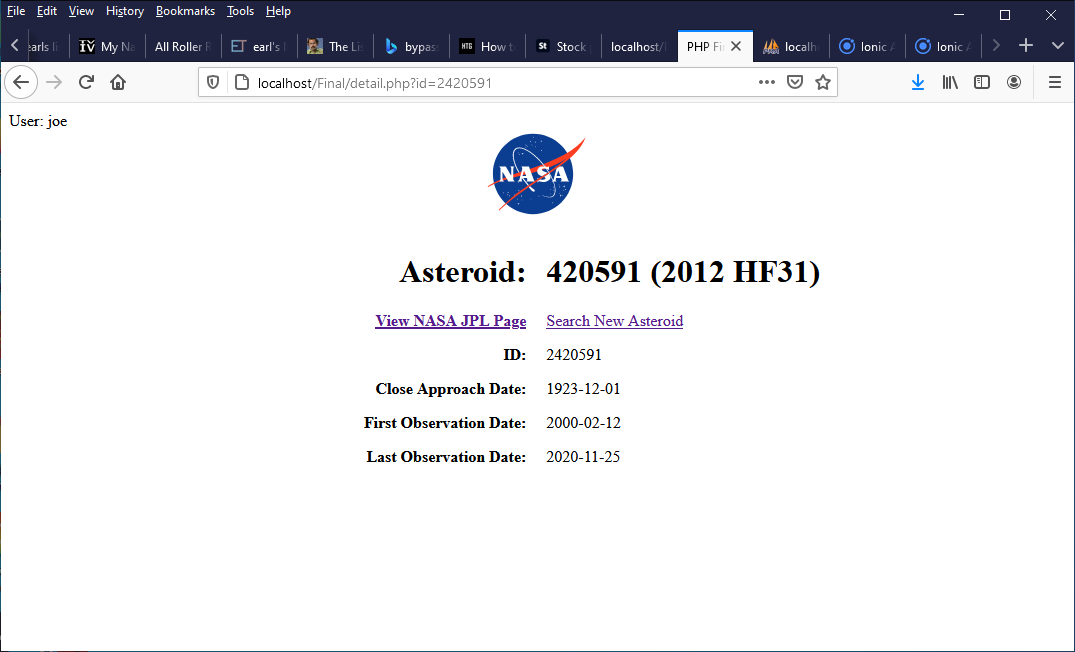 File Edit View History Bookmarks Tools Help
earls li My Na All Roller R earl's l The Lis bypas How t Stock localhost/ PHP Fi localh Ionic Ionic
localhost/Final/detail.php?id=2420591
User: joe
NASA
Asteroid: 420591 (2012 HF31)
View NASA JPL Page Search New Asteroid
ID: 2420591
Close Approach Date: 1923-12-01
First Observation Date: 2000-02-12
Last Observation Date: 2020-11-25